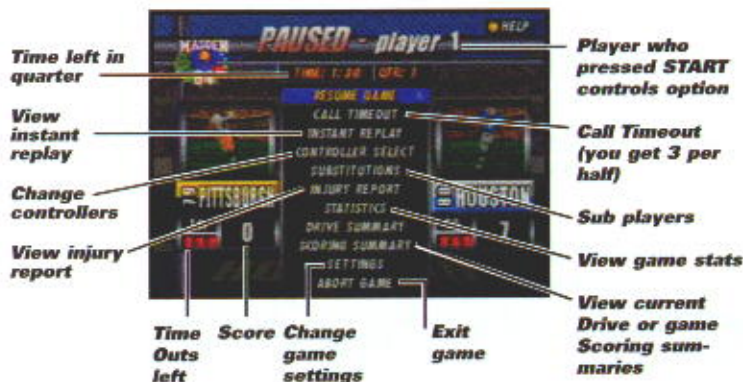 HELP
MADDEN
PAUSED - player 1
TIME: 1:20 QTR: 1
RESUME GAME
CALL TIMEOUT
INSTANT REPLAY
CONTROLLER SELECT
SUBSTITUTIONS
INJURY REPORT
STATISTICS
DRIVE SUMMARY
SCORING SUMMARY
SETTINGS
ABORT GAME
PITTSBURGH
0
HOUSTON
7
Time left in
quarter
View
instant
replay
Change
controllers
View injury
report
Time
Outs
left
Score
Change
game
settings
Exit
game
Player who
pressed START
controls option
Call Timeout
(you get 3 per
half)
Sub players
View game stats
View current
Drive or game
Scoring sum-
maries